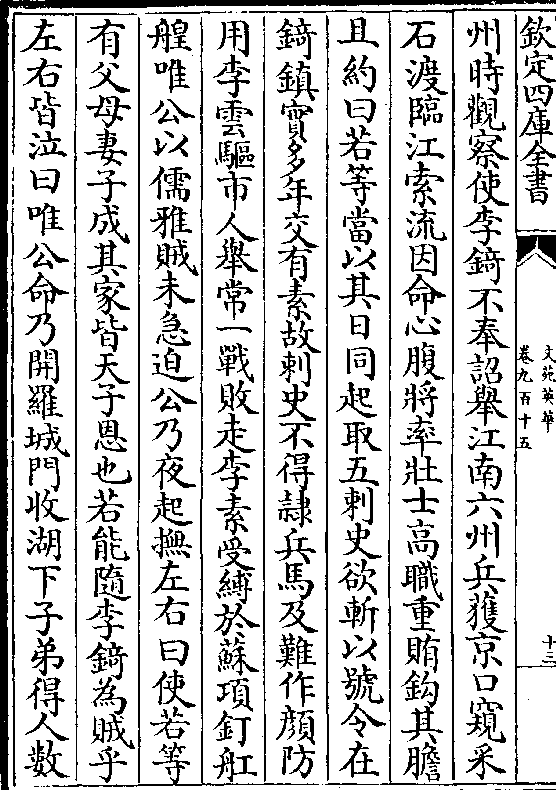 欽定四庫全書
文苑英華
卷九百十五
十三
州時觀察使李錡不奉詔舉江南六州兵獲京口窺采
石渡臨江索流因命心腹將率壯士高職重賄鈎其膽
且約曰若等當以其日同起取五刺史欲斬以號令在
錡鎮實多年交有素故刺史不得隷兵馬及難作顔防
用李雲驅市人舉常一戰敗走李素受縛於蘇項釘舡
艎唯公以儒雅賊未急迫公乃夜起撫左右曰使若等
有父母妻子成其家皆天子恩也若能隨李錡為賊乎
左右皆泣曰唯公命乃開羅城門收湖下子弟得人數